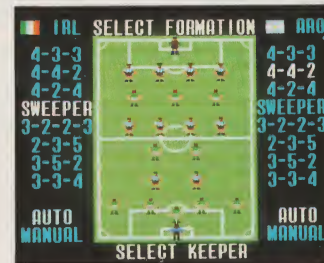 IRL SELECT FORMATION ARG
4-3-3
4-4-2
4-2-4
SWEEPER
3-2-2-3
2-3-5
3-5-2
3-3-4
AUTO
MANUAL
4-3-3
4-4-2
4-2-4
SWEEPER
3-2-2-3
2-3-5
3-5-2
3-3-4
AUTO
MANUAL
SELECT KEEPER